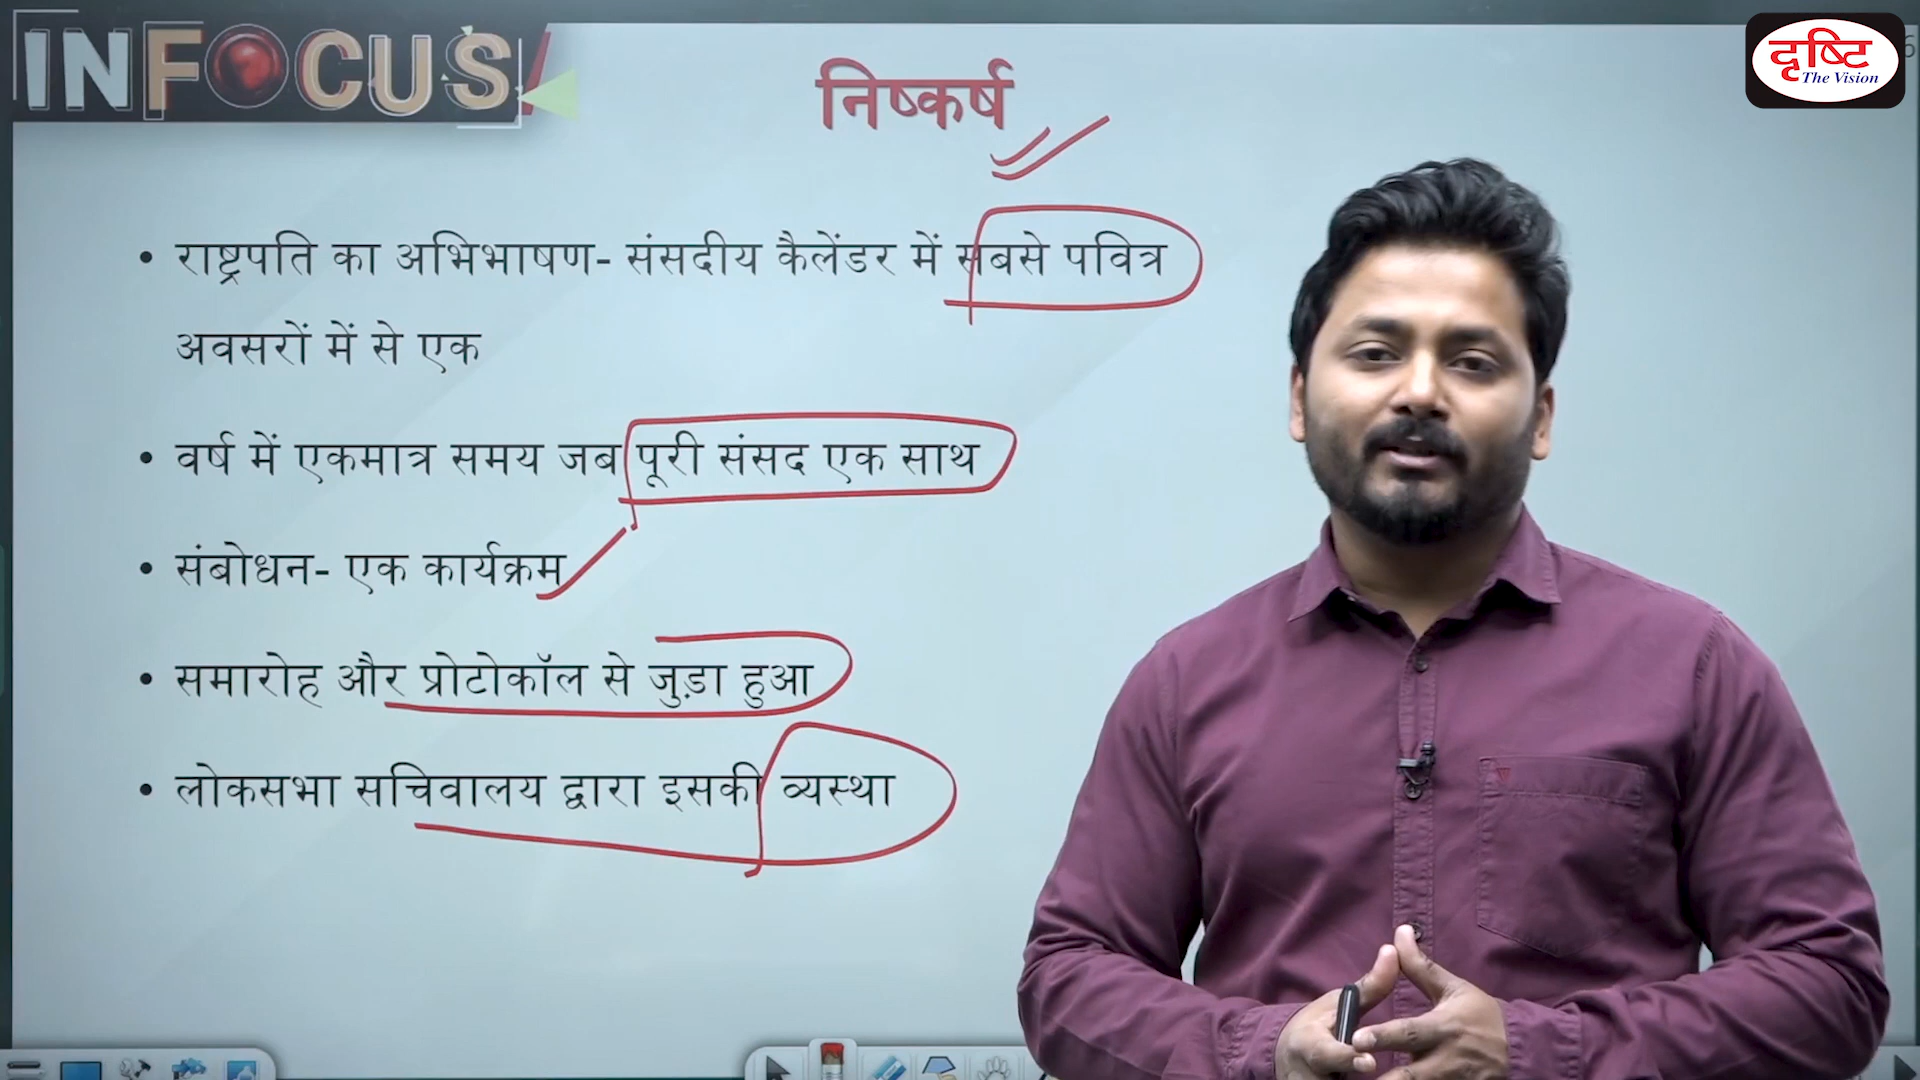 INFOCUS
दृष्टि
The Vision
निष्कर्ष
• राष्ट्रपति का अभिभाषण- संसदीय कैलेंडर में सबसे पवित्र
अवसरों में से एक
• वर्ष में एकमात्र समय जब पूरी संसद एक साथ
• संबोधन- एक कार्यक्रम
• समारोह और प्रोटोकॉल से जुड़ा हुआ
• लोकसभा सचिवालय द्वारा इसकी व्यस्था